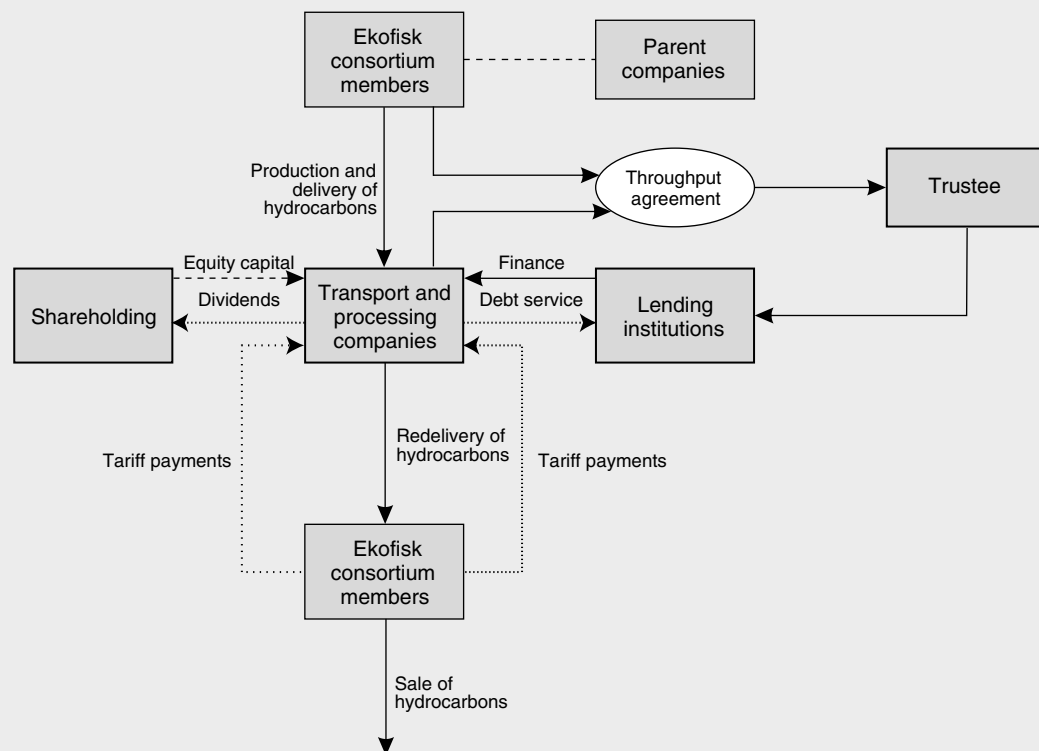 Ekofisk
consortium
members
Parent
companies
Production and
delivery of
hydrocarbons
Throughput
agreement
Trustee
Equity capital
Finance
Shareholding
Dividends
Transport and
processing
companies
Debt service
Lending
institutions
Tariff payments
Redelivery of
hydrocarbons
Tariff payments
Ekofisk
consortium
members
Sale of
hydrocarbons